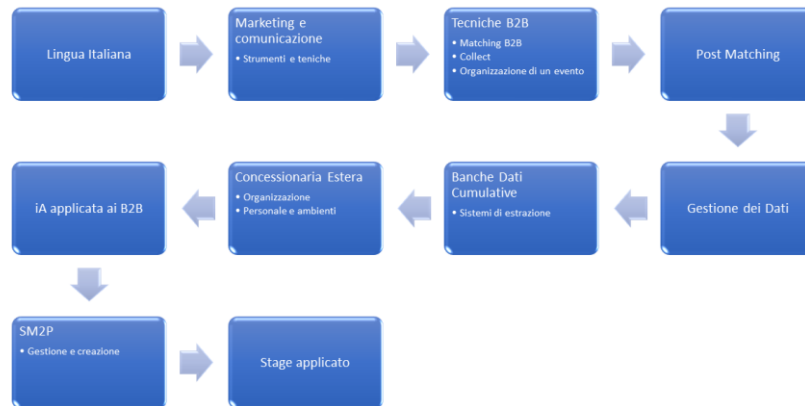 Lingua Italiana
Marketing e
comunicazione
• Strumenti e teniche
Tecniche B2B
• Matching B2B
• Collect
• Organizzazione di un evento
Post Matching
Gestione dei Dati
Banche Dati
Cumulative
• Sistemi di estrazione
Concessionaria Estera
• Organizzazione
• Personale e ambienti
iA applicata ai B2B
SM2P
• Gestione e creazione
Stage applicato